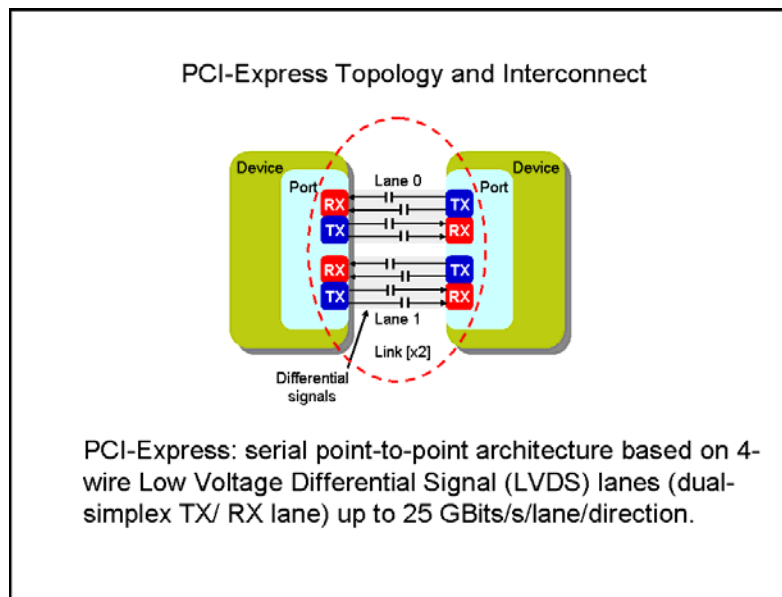 PCI-Express Topology and Interconnect
Device
Device
Port
Lane 0
Port
RX
TX
TX
RX
RX
TX
TX
RX
Lane 1
Link [x2]
Differential
signals
PCI-Express: serial point-to-point architecture based on 4-
wire Low Voltage Differential Signal (LVDS) lanes (dual-
simplex TX/ RX lane) up to 25 GBits/s/lane/direction.